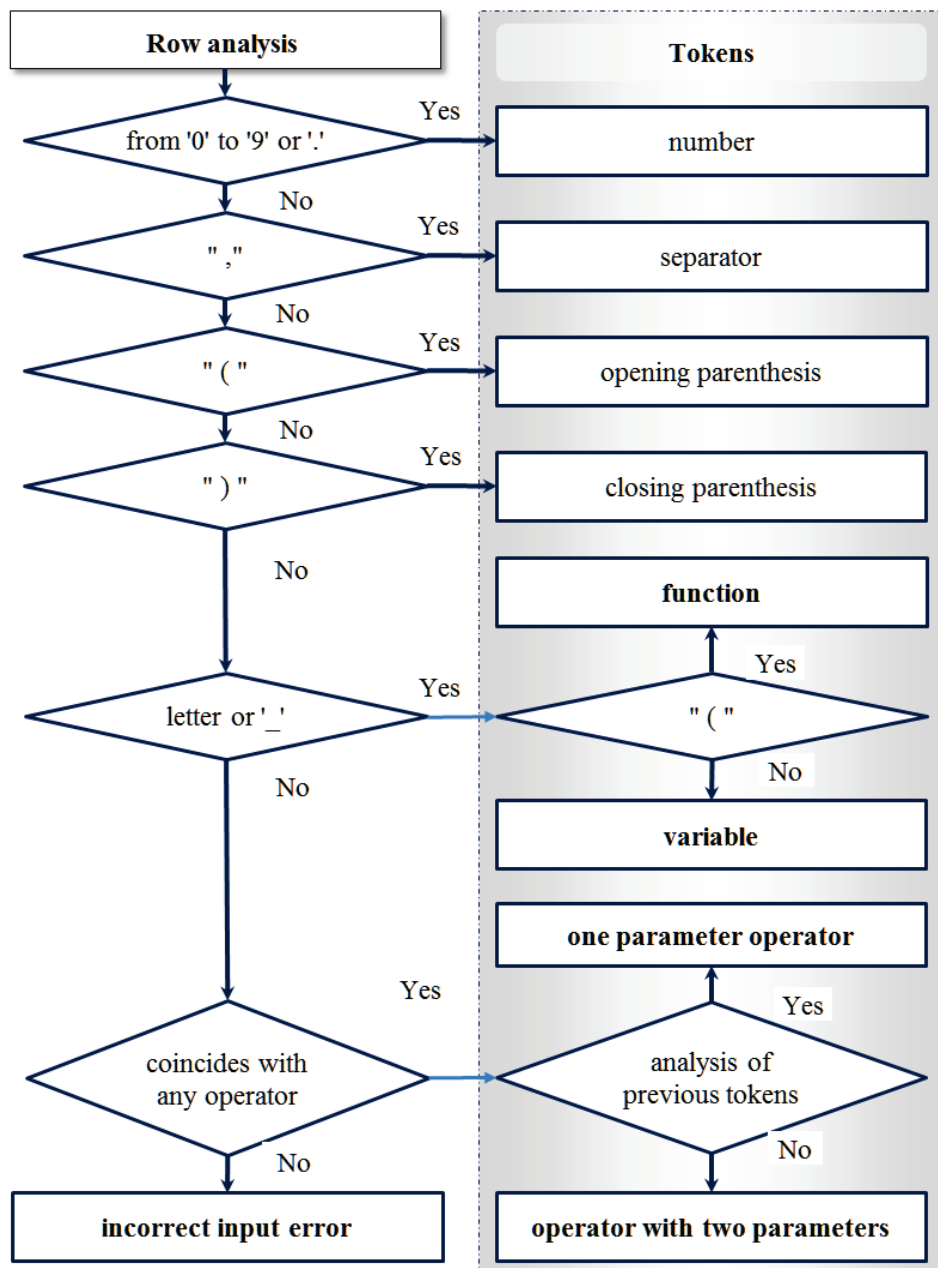 Row analysis
Tokens
Yes
from '0' to '9' or '.'
number
No
Yes
" ,"
separator
No
Yes
" ( "
opening parenthesis
No
Yes
" ) "
closing parenthesis
No
function
Yes
Yes
letter or '_'
" ( "
No
No
variable
one parameter operator
Yes
Yes
coincides with
any operator
analysis of
previous tokens
No
No
incorrect input error
operator with two parameters